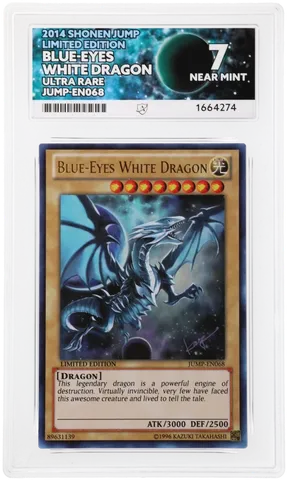 2014 SHONEN JUMP
LIMITED EDITION
BLUE-EYES
WHITE DRAGON
ULTRA RARE
JUMP-EN068
7
NEAR MINT
1664274
BLUE-EYES WHITE DRAGON
LIMITED EDITION
JUMP-EN068
[DRAGON]
This legendary dragon is a powerful engine of
destruction. Virtually invincible, very few have faced
this awesome creature and lived to tell the tale.
ATK/3000 DEF/2500
89631139
©1996 KAZUKI TAKAHASHI